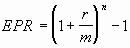 EPR = (1 + r/m)^n − 1